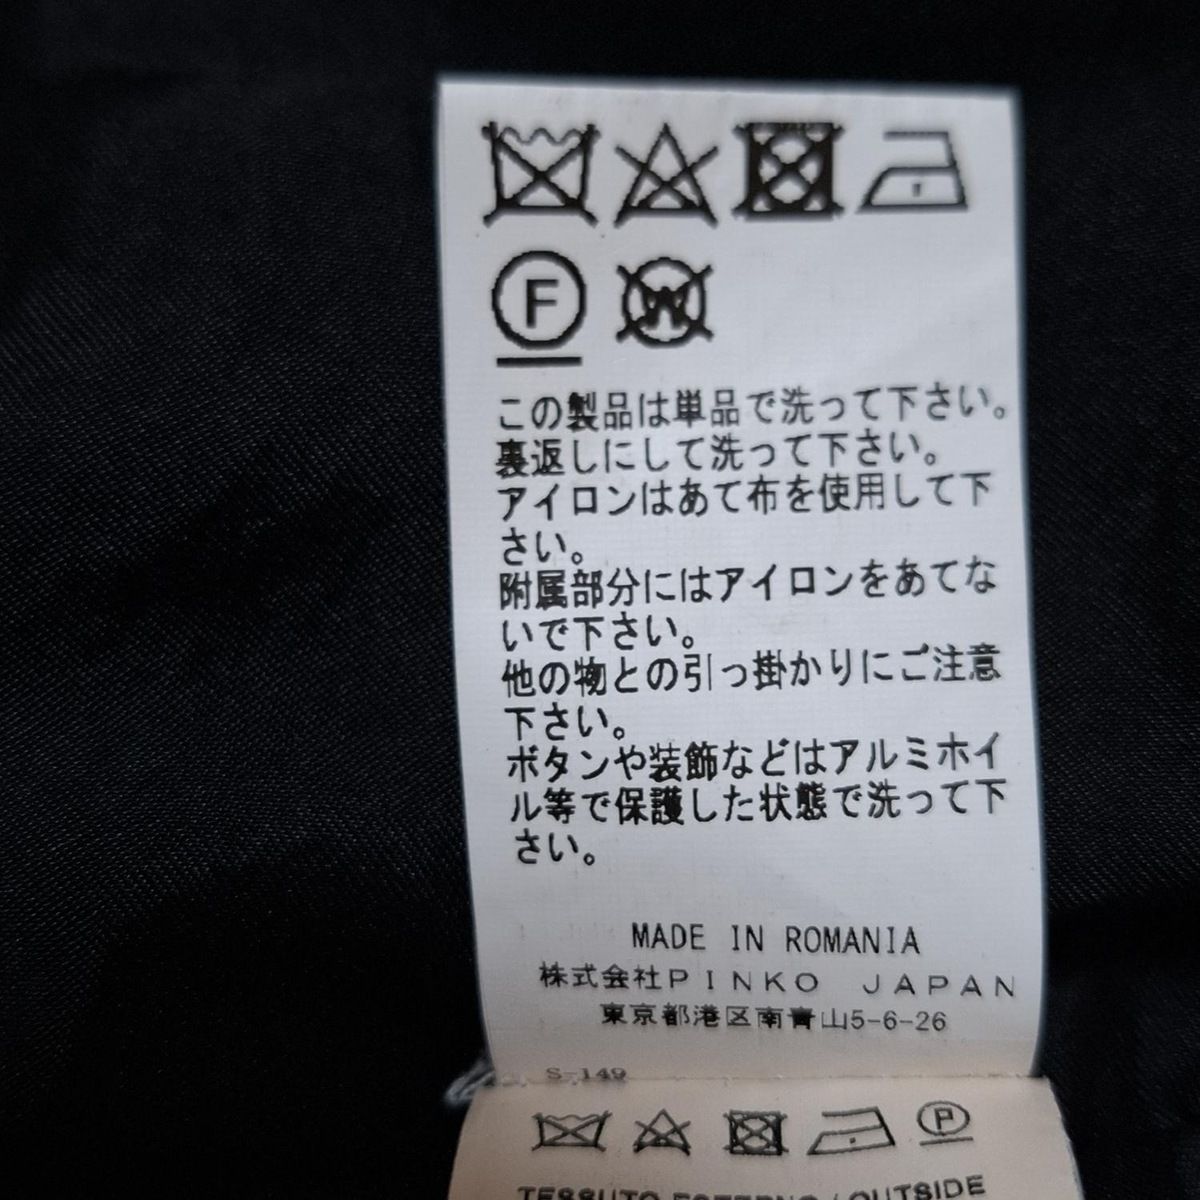 F
W
この製品は単品で洗って下さい。
裏返しにして洗って下さい。
アイロンはあて布を使用して下
さい。
附属部分にはアイロンをあてな
いで下さい。
他の物との引っ掛かりにご注意
下さい。
ボタンや装飾などはアルミホイ
ル等で保護した状態で洗って下
さい。
MADE IN ROMANIA
株式会社PINKO JAPAN
東京都港区南青山5-6-26
S-149
P
TESSUTO ESTERNO / OUTSIDE